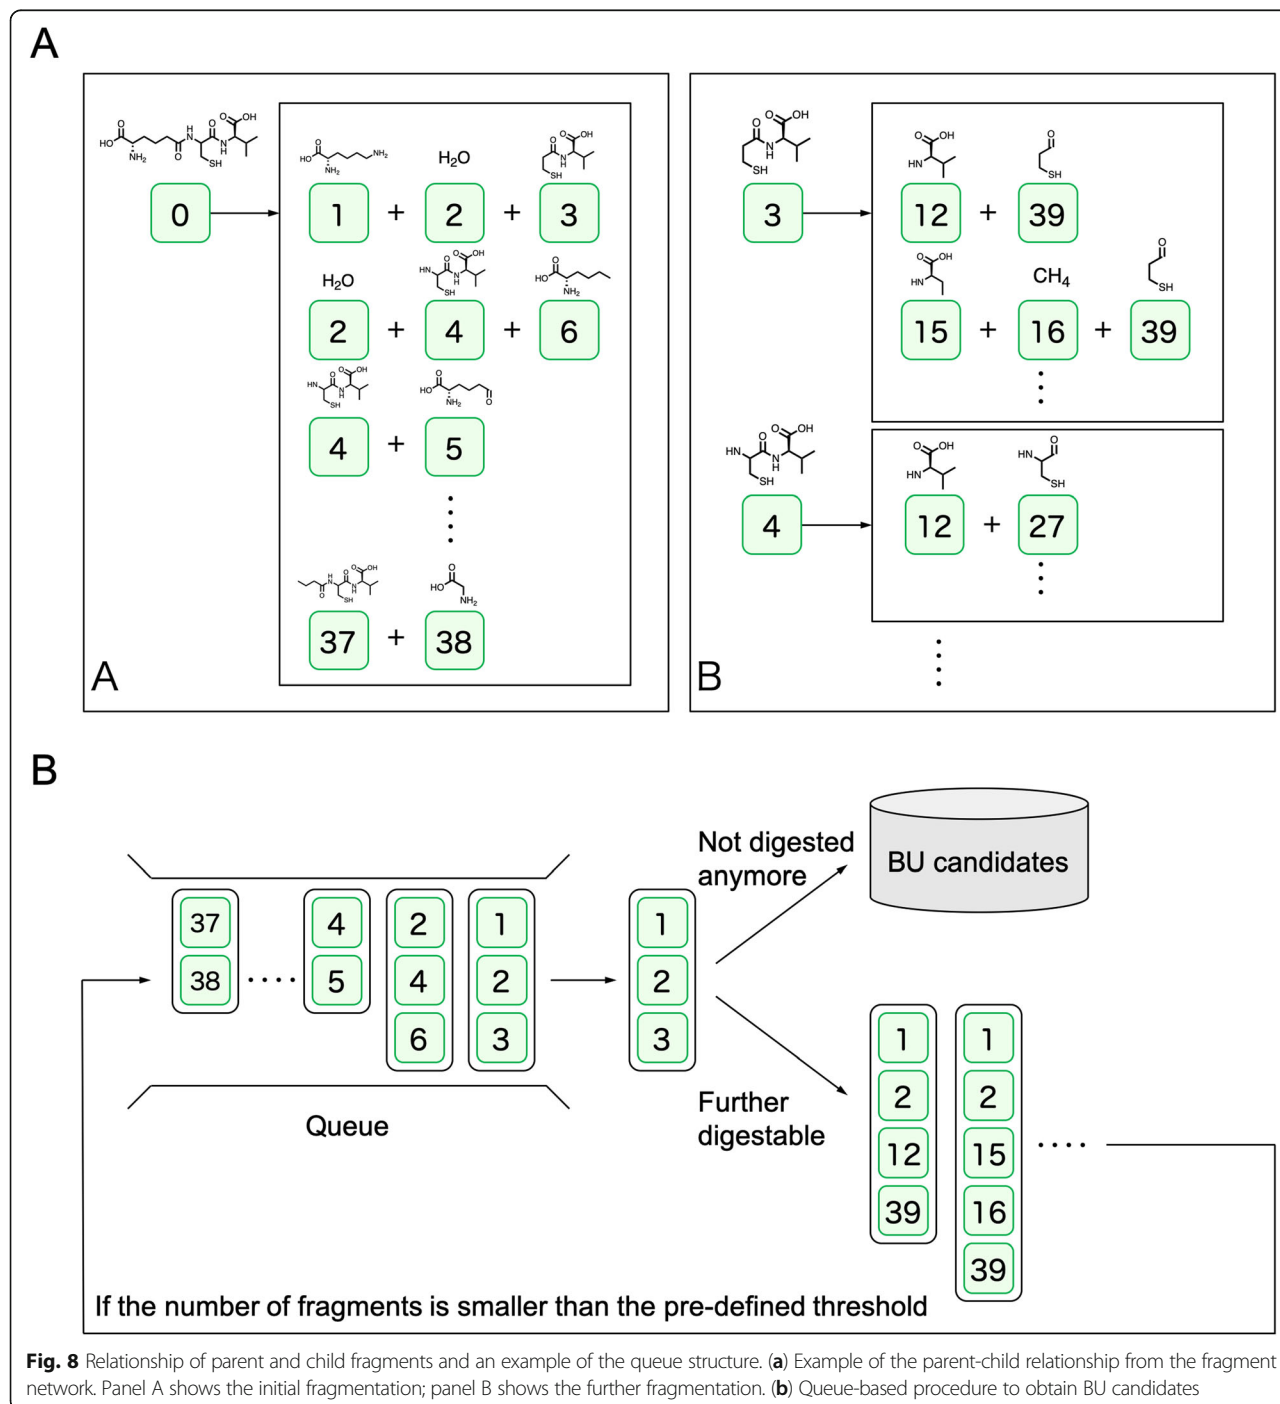 A
0
1 + 2 + 3
H₂O
H₂O
2 + 4 + 6
4 + 5
37 + 38
A
3
12 + 39
CH₄
15 + 16 + 39
4
12 + 27
B
B
37
38
4
5
2
4
6
1
2
3
Queue
1
2
3
Not digested
anymore
BU candidates
Further
digestable
1
2
12
39
1
2
15
16
39
If the number of fragments is smaller than the pre-defined threshold
Fig. 8 Relationship of parent and child fragments and an example of the queue structure. (a) Example of the parent-child relationship from the fragment
network. Panel A shows the initial fragmentation; panel B shows the further fragmentation. (b) Queue-based procedure to obtain BU candidates